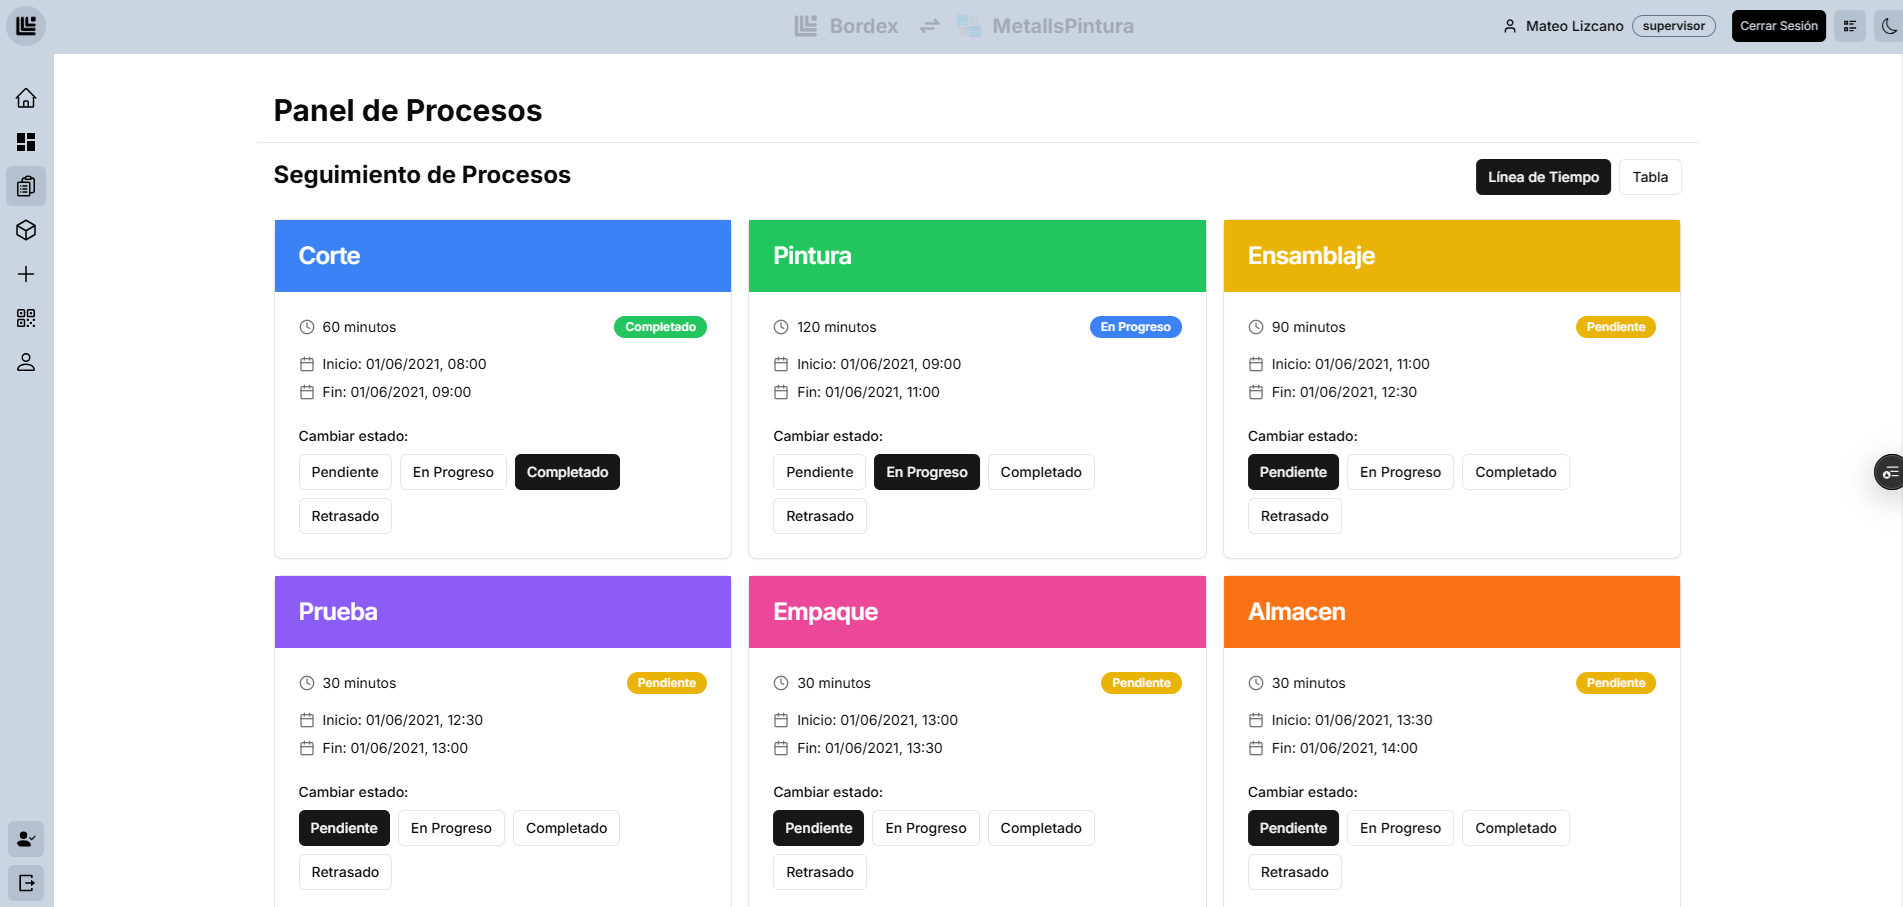 Bordex MetallsPintura
Mateo Lizcano supervisor Cerrar Sesión
Panel de Procesos
Seguimiento de Procesos
Línea de Tiempo Tabla
Corte
60 minutos Completado
Inicio: 01/06/2021, 08:00
Fin: 01/06/2021, 09:00
Cambiar estado:
Pendiente En Progreso Completado
Retrasado
Pintura
120 minutos En Progreso
Inicio: 01/06/2021, 09:00
Fin: 01/06/2021, 11:00
Cambiar estado:
Pendiente En Progreso Completado
Retrasado
Ensamblaje
90 minutos Pendiente
Inicio: 01/06/2021, 11:00
Fin: 01/06/2021, 12:30
Cambiar estado:
Pendiente En Progreso Completado
Retrasado
Prueba
30 minutos Pendiente
Inicio: 01/06/2021, 12:30
Fin: 01/06/2021, 13:00
Cambiar estado:
Pendiente En Progreso Completado
Retrasado
Empaque
30 minutos Pendiente
Inicio: 01/06/2021, 13:00
Fin: 01/06/2021, 13:30
Cambiar estado:
Pendiente En Progreso Completado
Retrasado
Almacen
30 minutos Pendiente
Inicio: 01/06/2021, 13:30
Fin: 01/06/2021, 14:00
Cambiar estado:
Pendiente En Progreso Completado
Retrasado